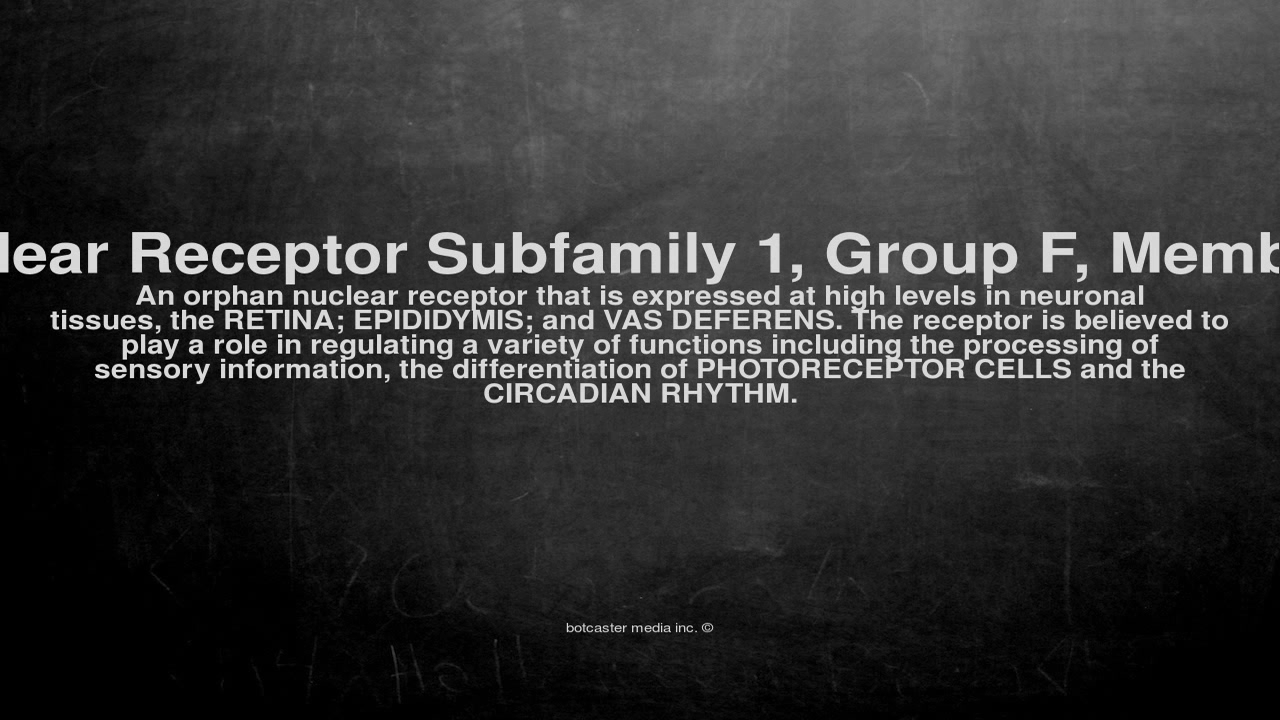 lear Receptor Subfamily 1, Group F, Memb
An orphan nuclear receptor that is expressed at high levels in neuronal
tissues, the RETINA; EPIDIDYMIS; and VAS DEFERENS. The receptor is believed to
play a role in regulating a variety of functions including the processing of
sensory information, the differentiation of PHOTORECEPTOR CELLS and the
CIRCADIAN RHYTHM.
botcaster media inc. ©